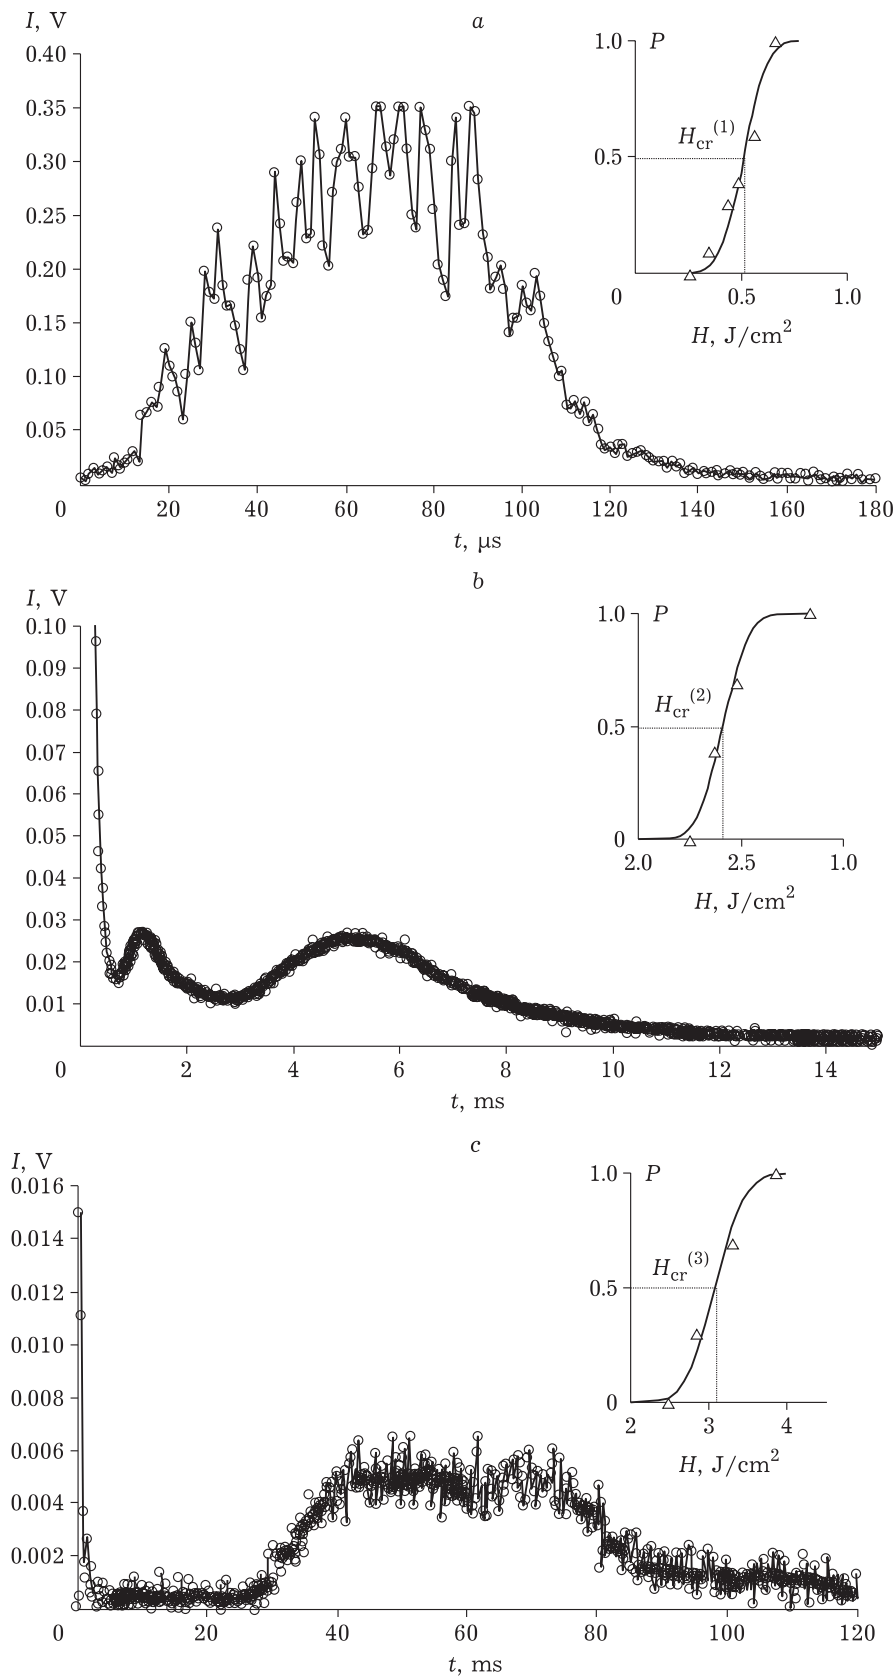 a
I, V
0.40
0.35
0.30
0.25
0.20
0.15
0.10
0.05
0
20 40 60 80 100 120 140 160 180
t, μs
1.0 P
H_cr^(1)
0.5
0 0.5 1.0
H, J/cm²
b
I, V
0.10
0.09
0.08
0.07
0.06
0.05
0.04
0.03
0.02
0.01
0
2 4 6 8 10 12 14
t, ms
1.0 P
H_cr^(2)
0.5
0
2.0 2.5 1.0
H, J/cm²
c
I, V
0.016
0.014
0.012
0.010
0.008
0.006
0.004
0.002
0
20 40 60 80 100 120
t, ms
1.0 P
H_cr^(3)
0.5
0
2 3 4
H, J/cm²